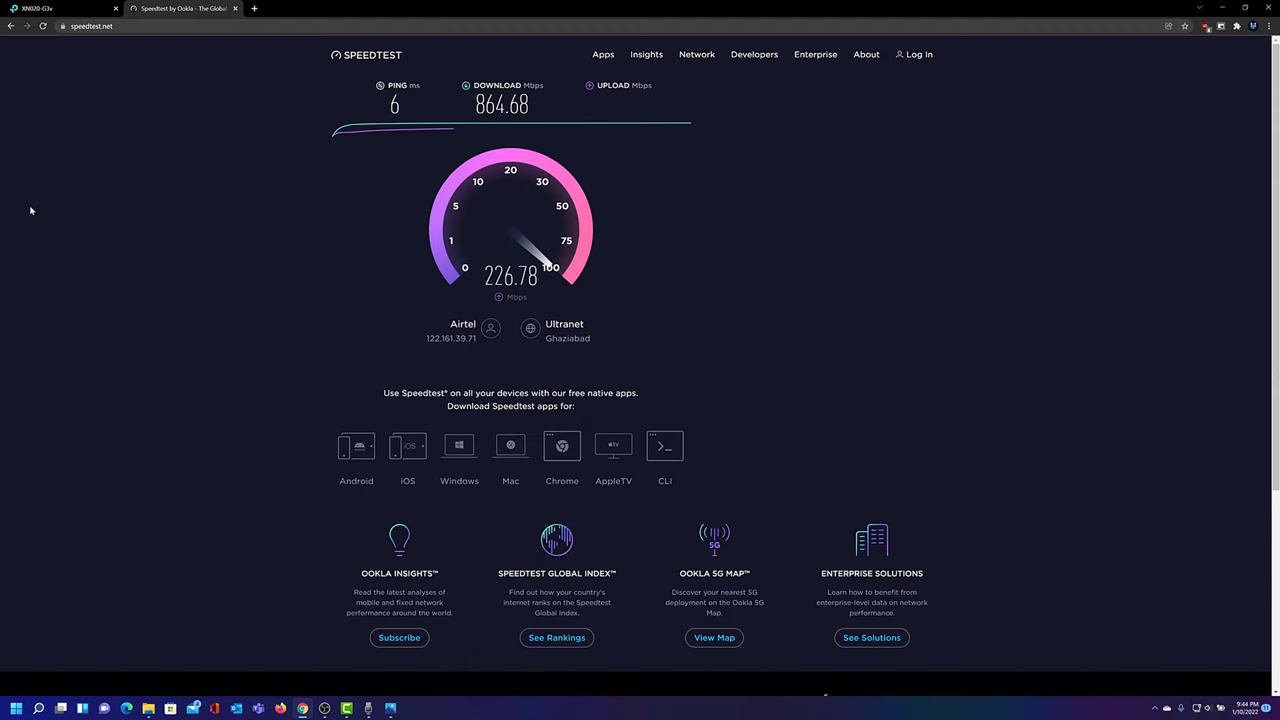 XN020-G3v
Speedtest by Ookla - The Global
speedtest.net
SPEEDTEST
Apps Insights Network Developers Enterprise About Log In
PING ms DOWNLOAD Mbps UPLOAD Mbps
6 864.68
0 1 5 10 20 30 50 75 100
226.78
Mbps
Airtel
122.161.39.71
Ultranet
Ghaziabad
Use Speedtest® on all your devices with our free native apps.
Download Speedtest apps for:
iOS
tv
Android iOS Windows Mac Chrome AppleTV CLI
5G
OOKLA INSIGHTS™
Read the latest analyses of
mobile and fixed network
performance around the world.
Subscribe
SPEEDTEST GLOBAL INDEX™
Find out how your country's
internet ranks on the Speedtest
Global Index.
See Rankings
OOKLA 5G MAP™
Discover your nearest 5G
deployment on the Ookla 5G
Map.
View Map
ENTERPRISE SOLUTIONS
Learn how to benefit from
enterprise-level data on network
performance.
See Solutions
9:44 PM
1/10/2022